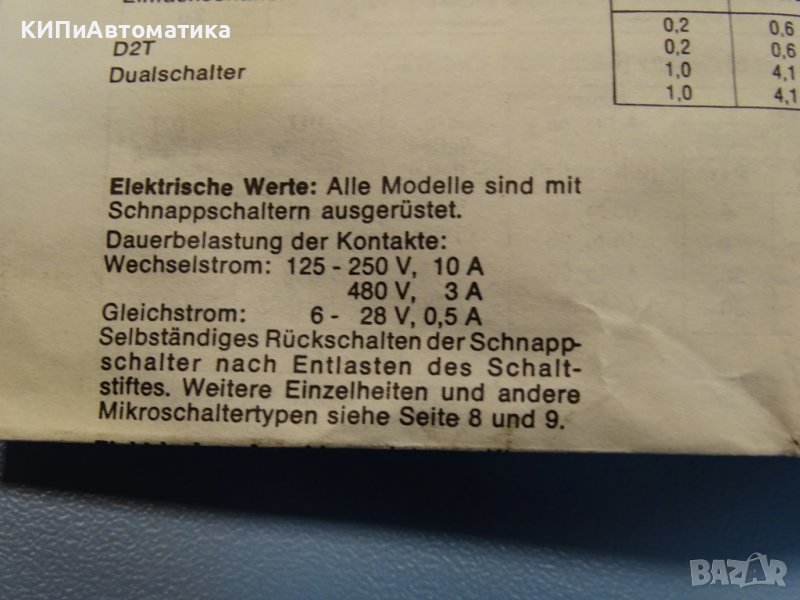 КИПиАвтоматика
D2T
Dualschalter
0,2 0,6
0,2 0,6
1,0 4,1
1,0 4,1
Elektrische Werte: Alle Modelle sind mit
Schnappschaltern ausgerüstet.
Dauerbelastung der Kontakte:
Wechselstrom: 125 - 250 V, 10 A
480 V, 3 A
Gleichstrom: 6 - 28 V, 0,5 A
Selbständiges Rückschalten der Schnapp-
schalter nach Entlasten des Schalt-
stiftes. Weitere Einzelheiten und andere
Mikroschaltertypen siehe Seite 8 und 9.
BAZAR